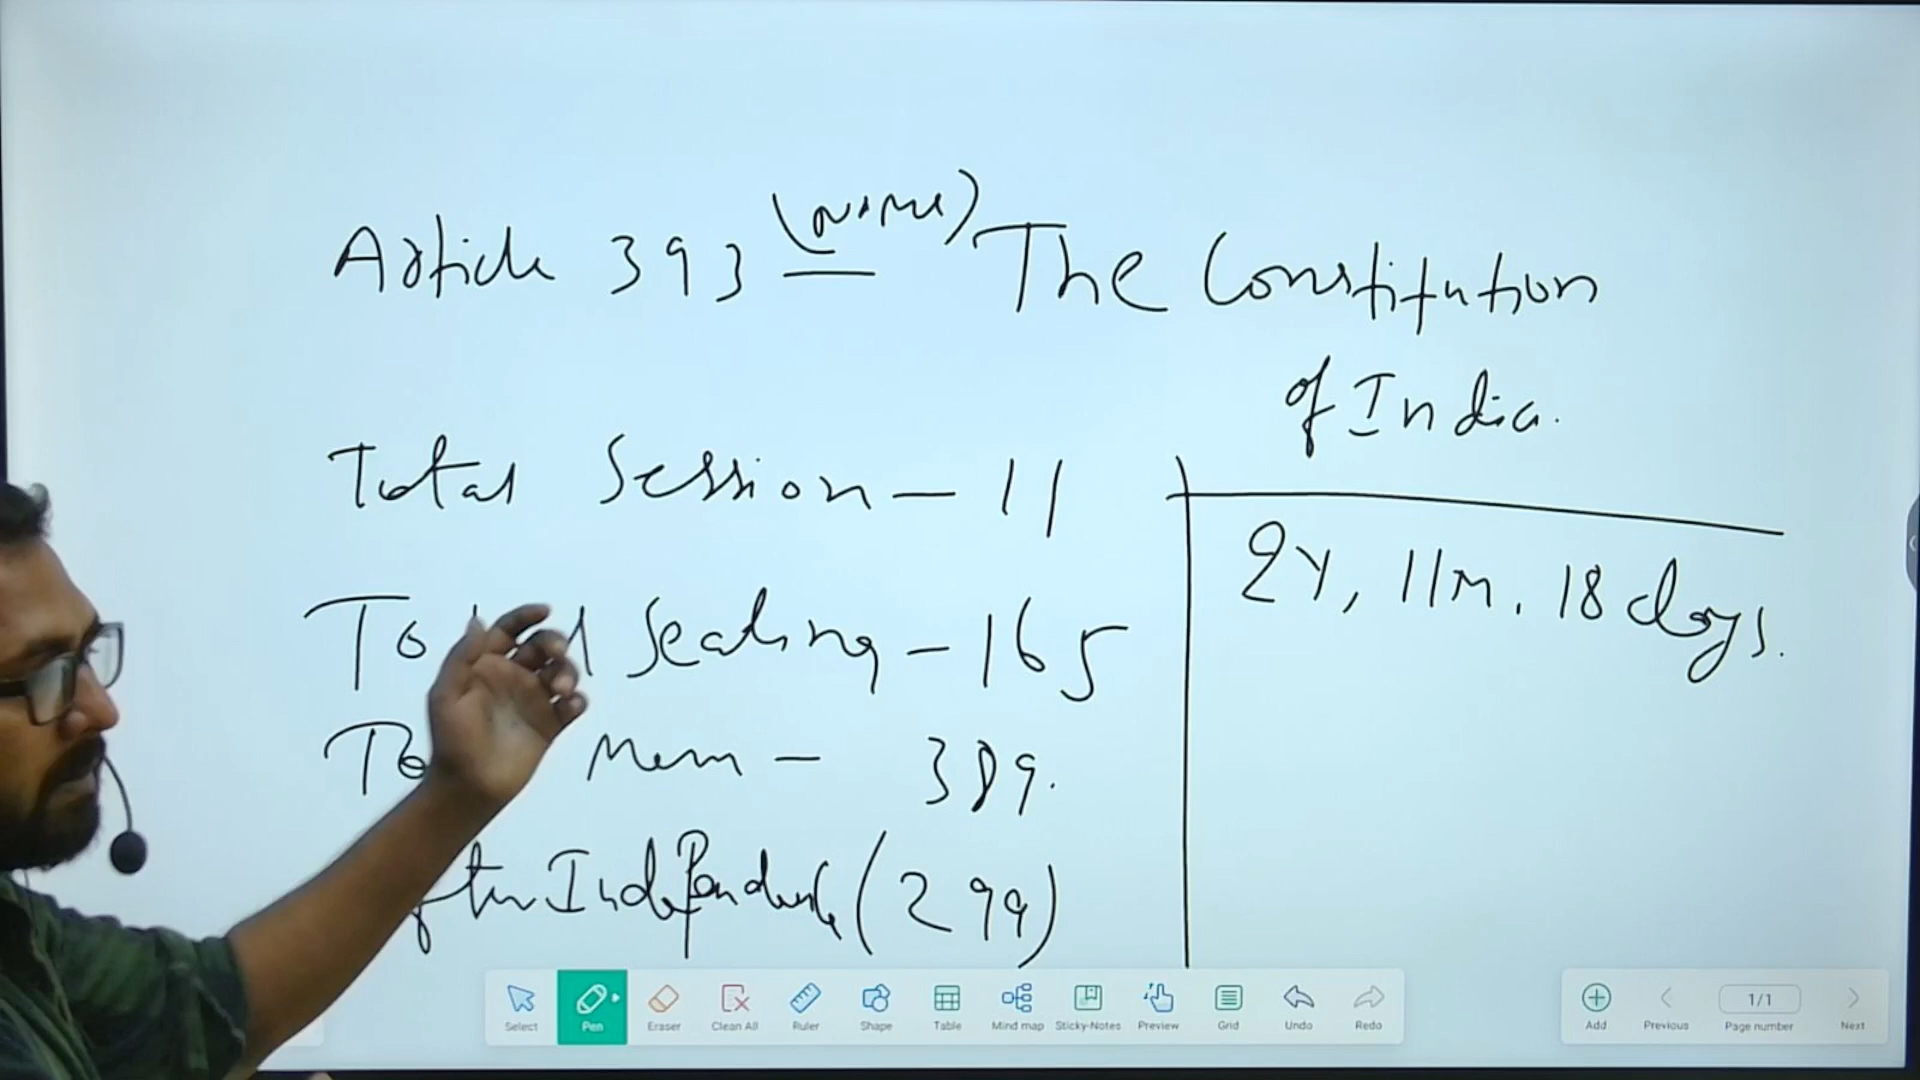 Article 393 (Name) The Constitution
of India.
Total Session - 11
2Y, 11m. 18 days.
Total Seating - 165
To Mem - 389.
After Independence (299)
Select Pen Eraser Clean All Ruler Shape Table Mind map Sticky-Notes Preview Grid Undo Redo
Add Previous 1/1 Page number Next